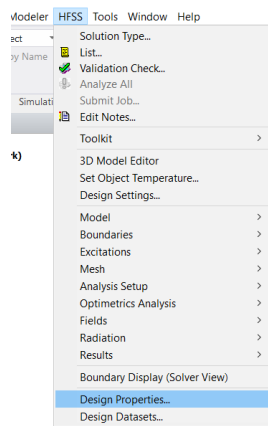 Modeler HFSS Tools Window Help
ect
Solution Type...
by Name
List...
Validation Check...
Analyze All
Submit Job...
Simulati
Edit Notes...
Toolkit
rk)
3D Model Editor
Set Object Temperature...
Design Settings...
Model
Boundaries
Excitations
Mesh
Analysis Setup
Optimetrics Analysis
Fields
Radiation
Results
Boundary Display (Solver View)
Design Properties...
Design Datasets...